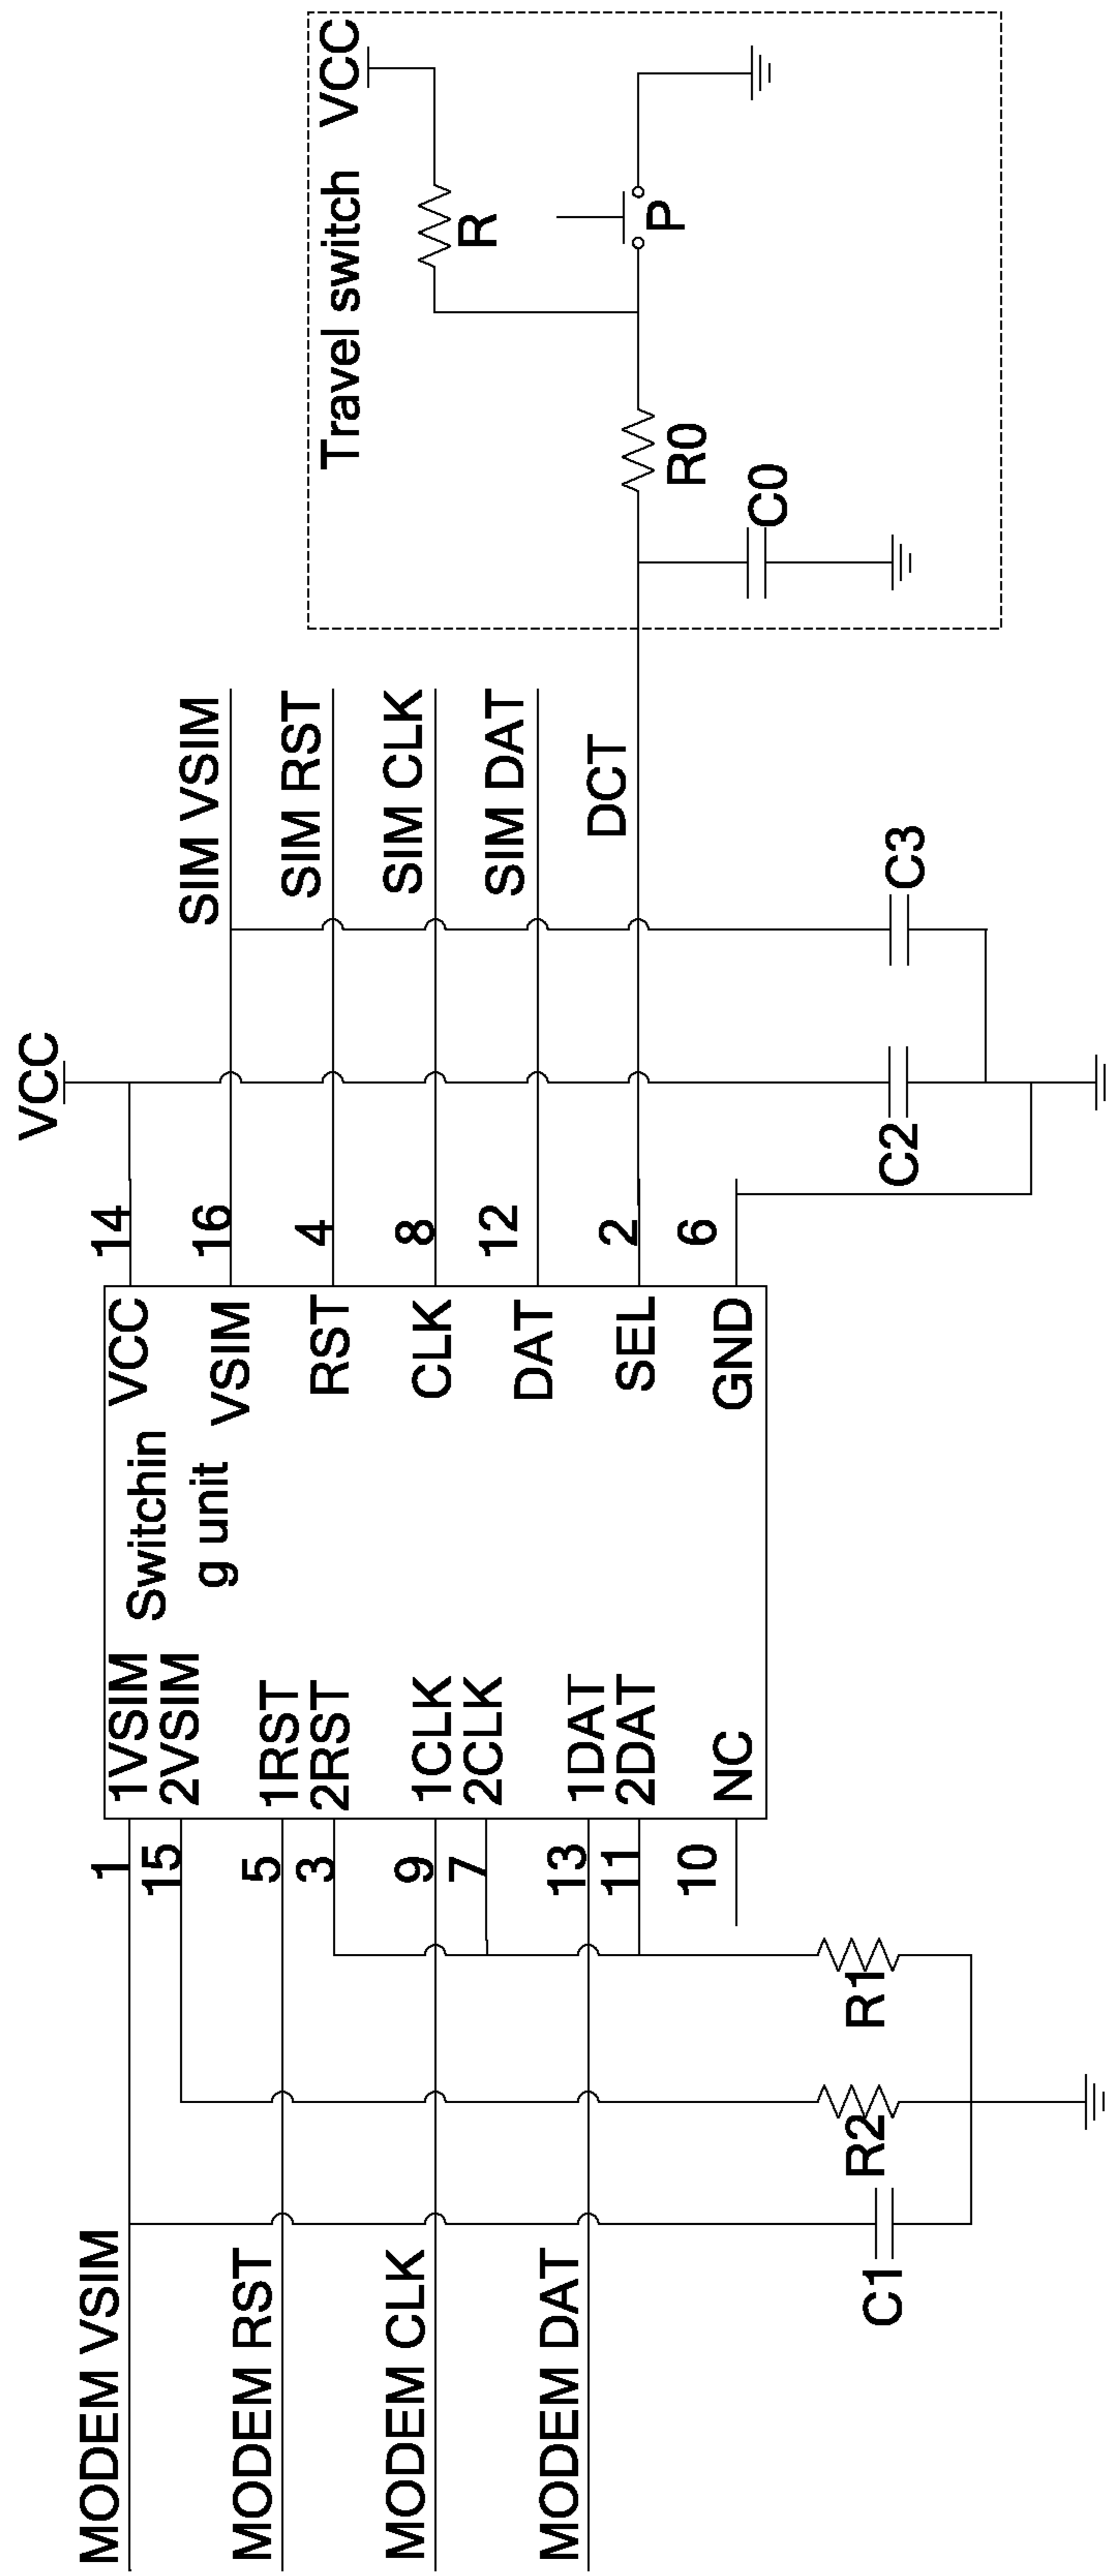 VCC
Travel switch
VCC
R
P
R0
C0
MODEM VSIM
MODEM RST
MODEM CLK
MODEM DAT
C1
R2
R1
1
15
5
3
9
7
13
11
10
1VSIM
2VSIM
1RST
2RST
1CLK
2CLK
1DAT
2DAT
NC
Switchin
g unit
VCC
VSIM
RST
CLK
DAT
SEL
GND
14
16
4
8
12
2
6
C2
C3
SIM VSIM
SIM RST
SIM CLK
SIM DAT
DCT